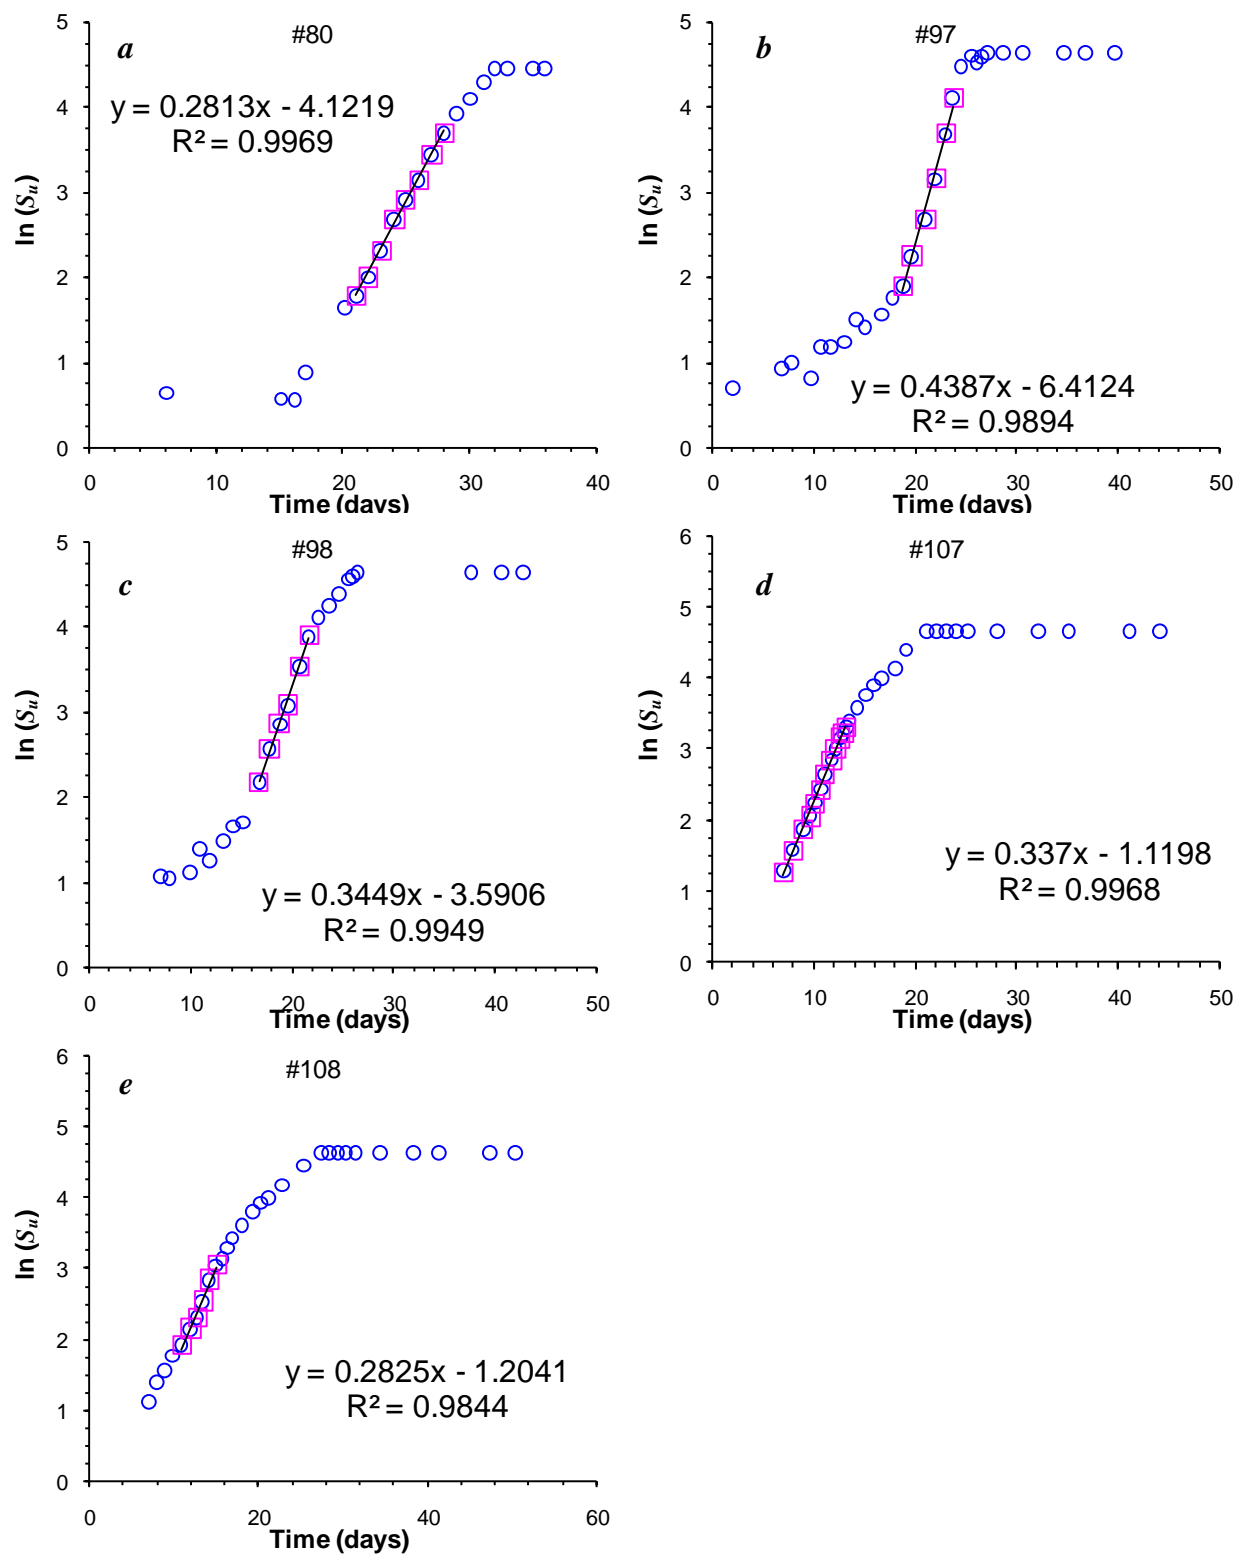 a
#80
y = 0.2813x - 4.1219
R² = 0.9969
ln (Su)
5
4
3
2
1
0
0 10 20 30 40
Time (days)
b
#97
y = 0.4387x - 6.4124
R² = 0.9894
ln (Su)
5
4
3
2
1
0
0 10 20 30 40 50
Time (days)
c
#98
y = 0.3449x - 3.5906
R² = 0.9949
ln (Su)
5
4
3
2
1
0
0 10 20 30 40 50
Time (days)
d
#107
y = 0.337x - 1.1198
R² = 0.9968
ln (Su)
6
5
4
3
2
1
0
0 10 20 30 40 50
Time (days)
e
#108
y = 0.2825x - 1.2041
R² = 0.9844
ln (Su)
6
5
4
3
2
1
0
0 20 40 60
Time (days)